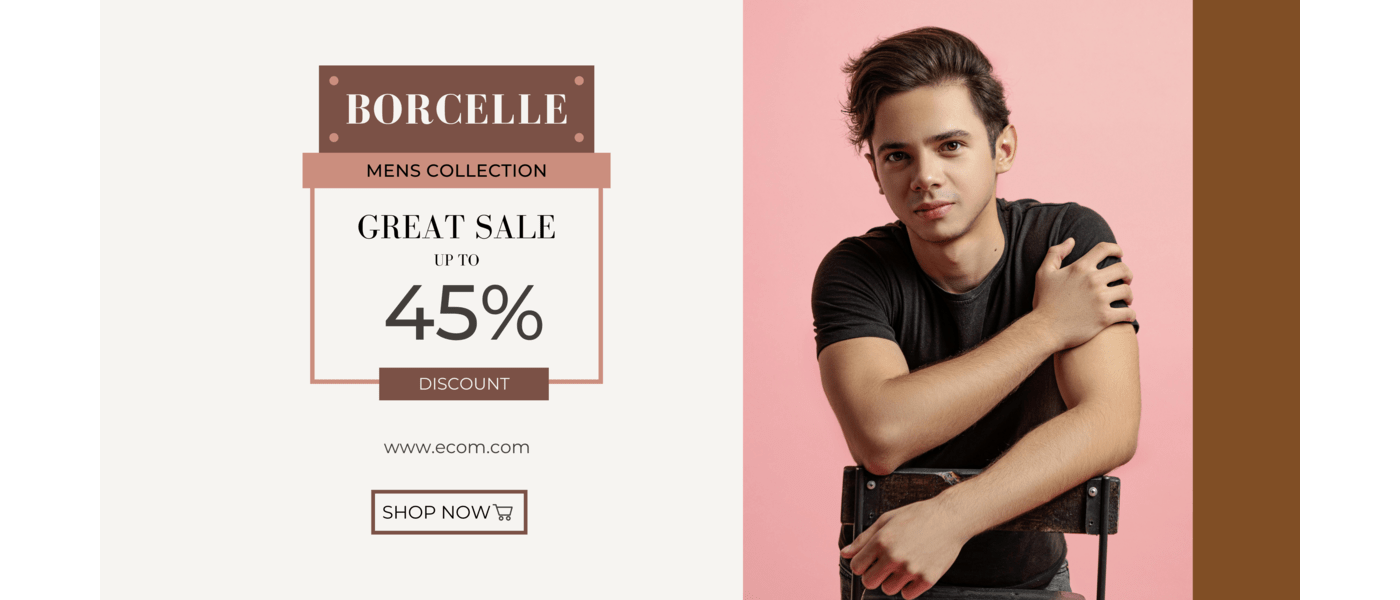 BORCELLE
MENS COLLECTION
GREAT SALE
UP TO
45%
DISCOUNT
www.ecom.com
SHOP NOW